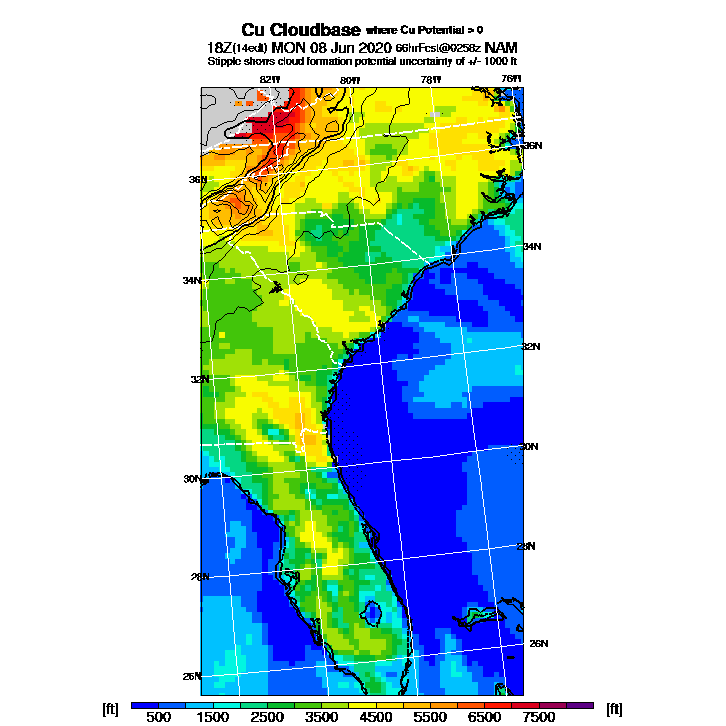 Cu Cloudbase where Cu Potential > 0
18Z(14edt) MON 08 Jun 2020 66hrFcst@0258z NAM
Stipple shows cloud formation potential uncertainty of +/- 1000 ft
82W 80W 78W 76W
36N
36N
34N
34N
32N
32N
30N
30N
28N
28N
26N
26N
[ft] 500 1500 2500 3500 4500 5500 6500 7500 [ft]